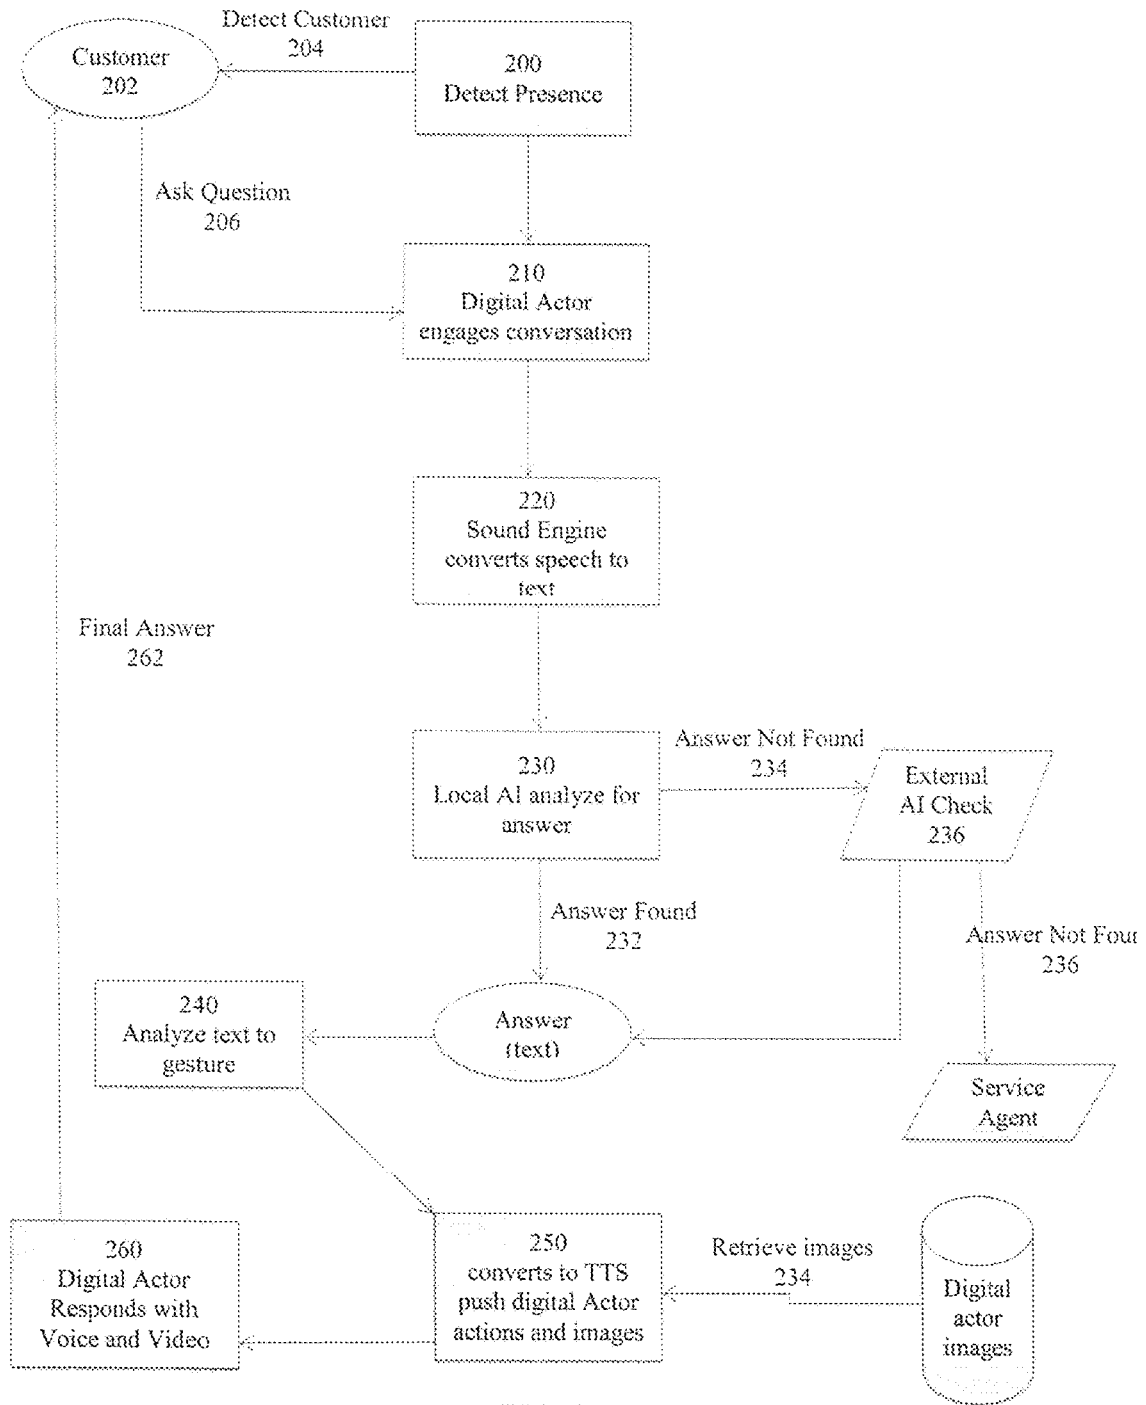 Detect Customer
204
Customer
202
200
Detect Presence
Ask Question
206
210
Digital Actor
engages conversation
220
Sound Engine
converts speech to
text
Final Answer
262
Answer Not Found
234
230
Local AI analyze for
answer
External
AI Check
236
Answer Found
232
Answer Not Four
236
240
Analyze text to
gesture
Answer
(text)
Service
Agent
260
Digital Actor
Responds with
Voice and Video
250
converts to TTS
push digital Actor
actions and images
Retrieve images
234
Digital
actor
images